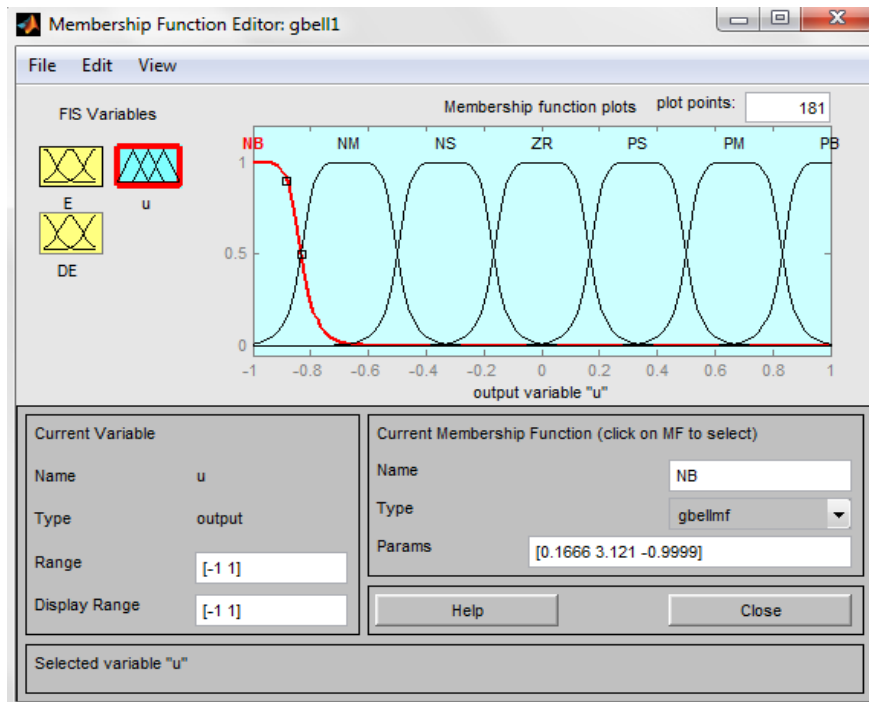 Membership Function Editor: gbell1
File Edit View
FIS Variables
E
u
DE
Membership function plots plot points: 181
NB NM NS ZR PS PM PB
1
0.5
0
-1 -0.8 -0.6 -0.4 -0.2 0 0.2 0.4 0.6 0.8 1
output variable "u"
Current Variable
Name u
Type output
Range [-1 1]
Display Range [-1 1]
Current Membership Function (click on MF to select)
Name NB
Type gbellmf
Params [0.1666 3.121 -0.9999]
Help Close
Selected variable "u"